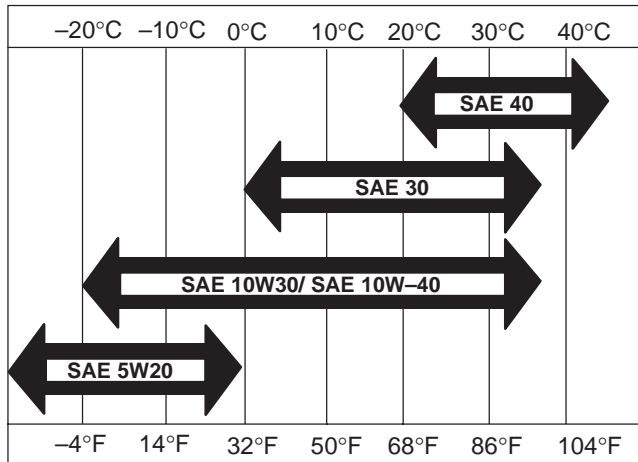 –20°C –10°C 0°C 10°C 20°C 30°C 40°C
SAE 40
SAE 30
SAE 10W30/ SAE 10W–40
SAE 5W20
–4°F 14°F 32°F 50°F 68°F 86°F 104°F